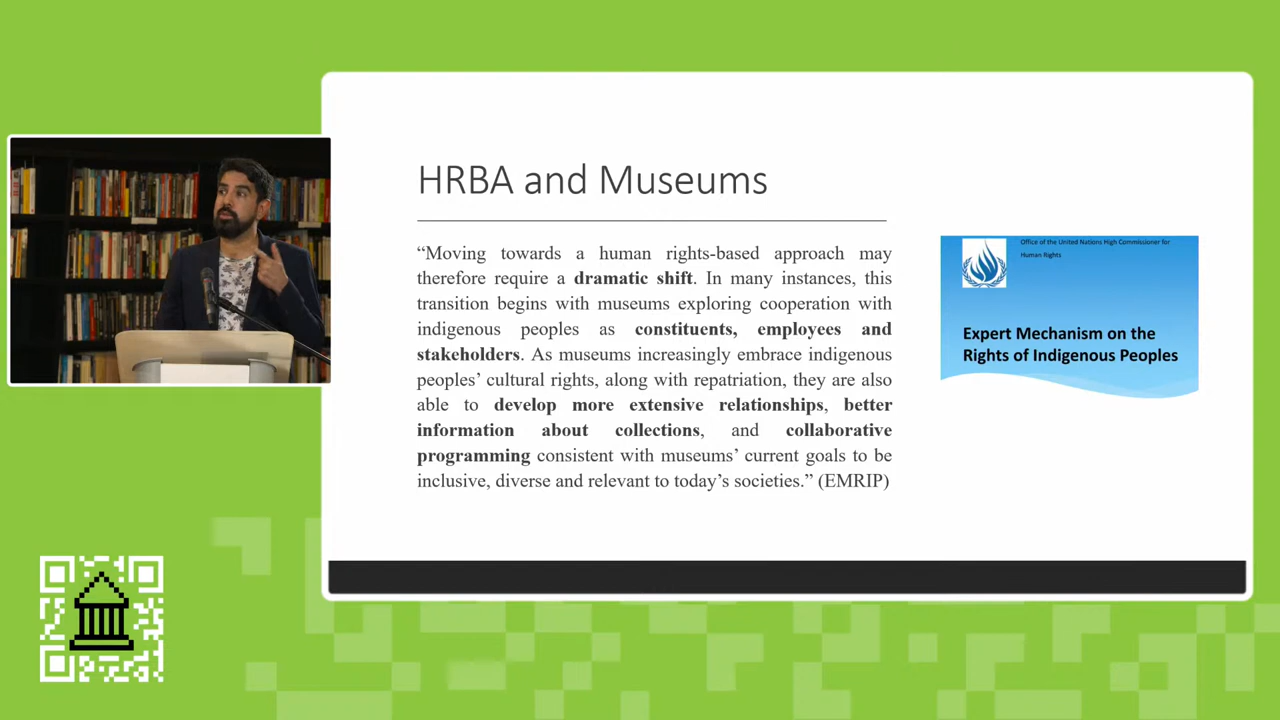 HRBA and Museums
“Moving towards a human rights-based approach may
therefore require a dramatic shift. In many instances, this
transition begins with museums exploring cooperation with
indigenous peoples as constituents, employees and
stakeholders. As museums increasingly embrace indigenous
peoples’ cultural rights, along with repatriation, they are also
able to develop more extensive relationships, better
information about collections, and collaborative
programming consistent with museums’ current goals to be
inclusive, diverse and relevant to today’s societies.” (EMRIP)
Office of the United Nations High Commissioner for
Human Rights
Expert Mechanism on the
Rights of Indigenous Peoples